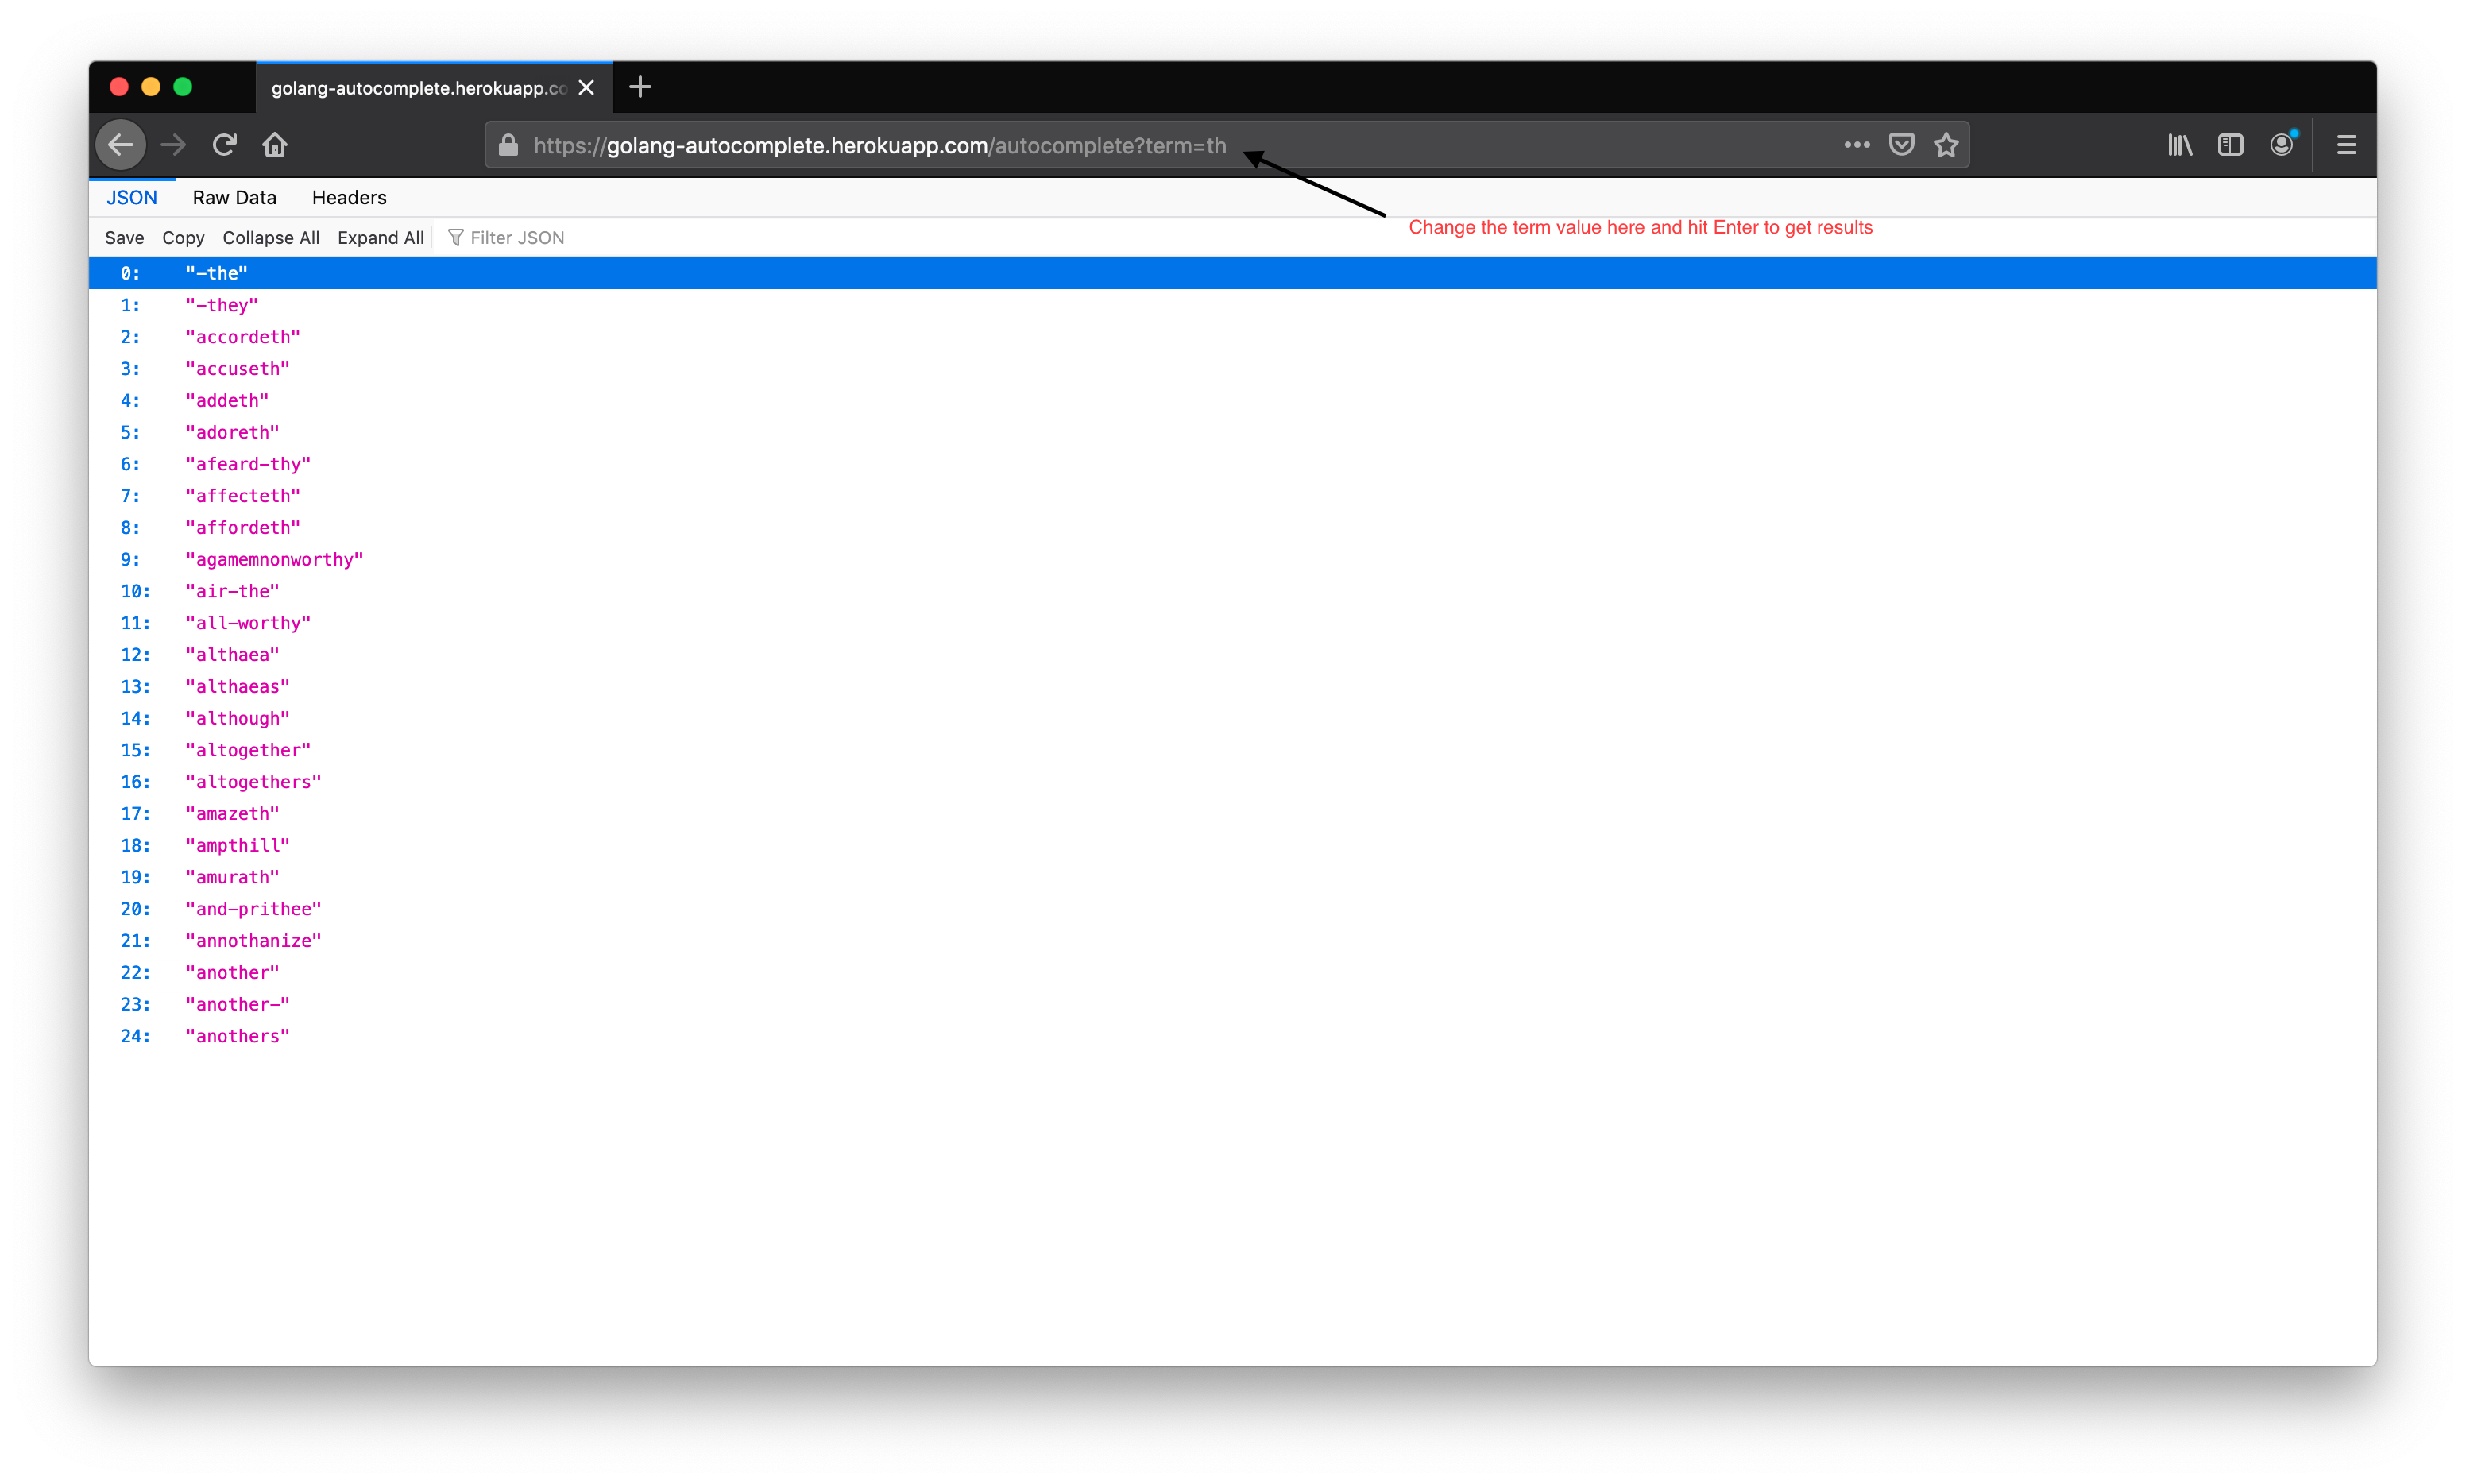 golang-autocomplete.herokuapp.co
https://golang-autocomplete.herokuapp.com/autocomplete?term=th
JSON Raw Data Headers
Change the term value here and hit Enter to get results
Save Copy Collapse All Expand All Filter JSON
0: "-the"
1: "-they"
2: "accordeth"
3: "accuseth"
4: "addeth"
5: "adoreth"
6: "afeard-thy"
7: "affecteth"
8: "affordeth"
9: "agamemnonworthy"
10: "air-the"
11: "all-worthy"
12: "althaea"
13: "althaeas"
14: "although"
15: "altogether"
16: "altogethers"
17: "amazeth"
18: "ampthill"
19: "amurath"
20: "and-prithee"
21: "annothanize"
22: "another"
23: "another-"
24: "anothers"